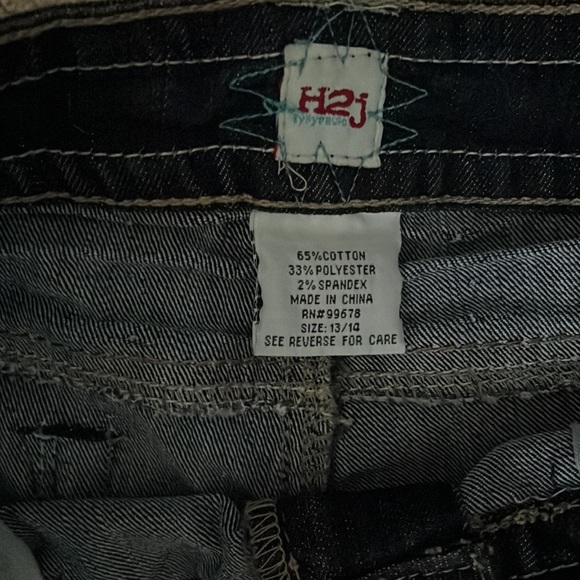 H2j
65%COTTON
33%POLYESTER
2% SPANDEX
MADE IN CHINA
RN#99678
SIZE: 13/14
SEE REVERSE FOR CARE